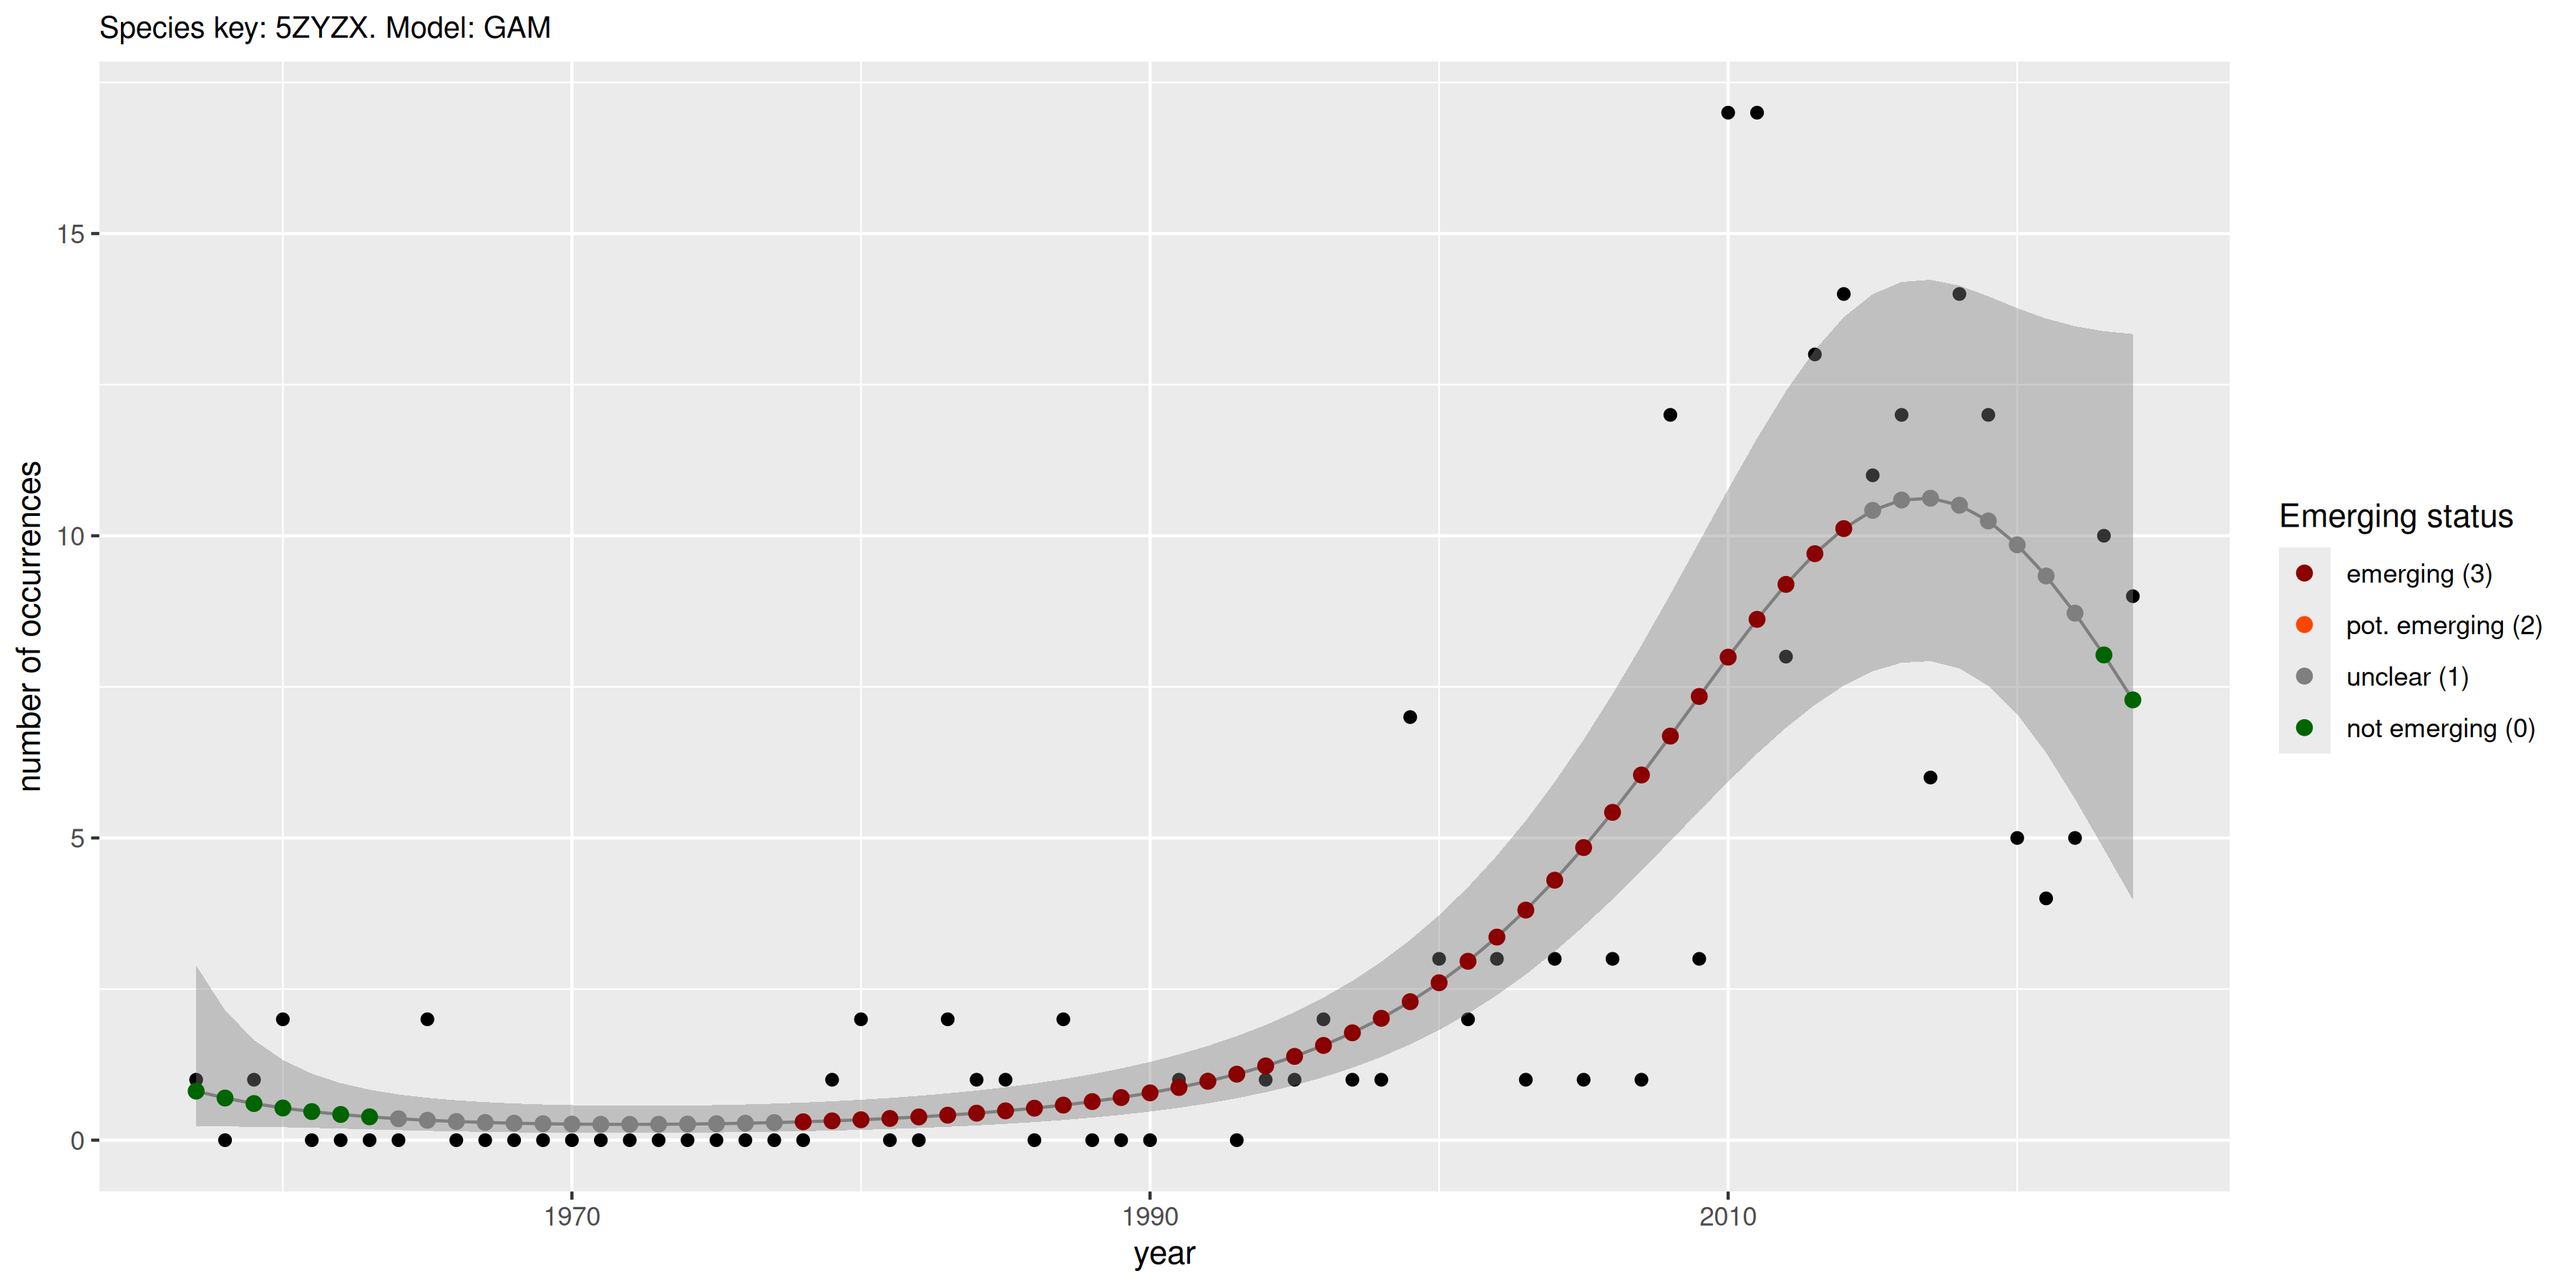 Species key: 5ZYZX. Model: GAM
number of occurrences
15
10
5
0
1970
1990
2010
year
Emerging status
emerging (3)
pot. emerging (2)
unclear (1)
not emerging (0)